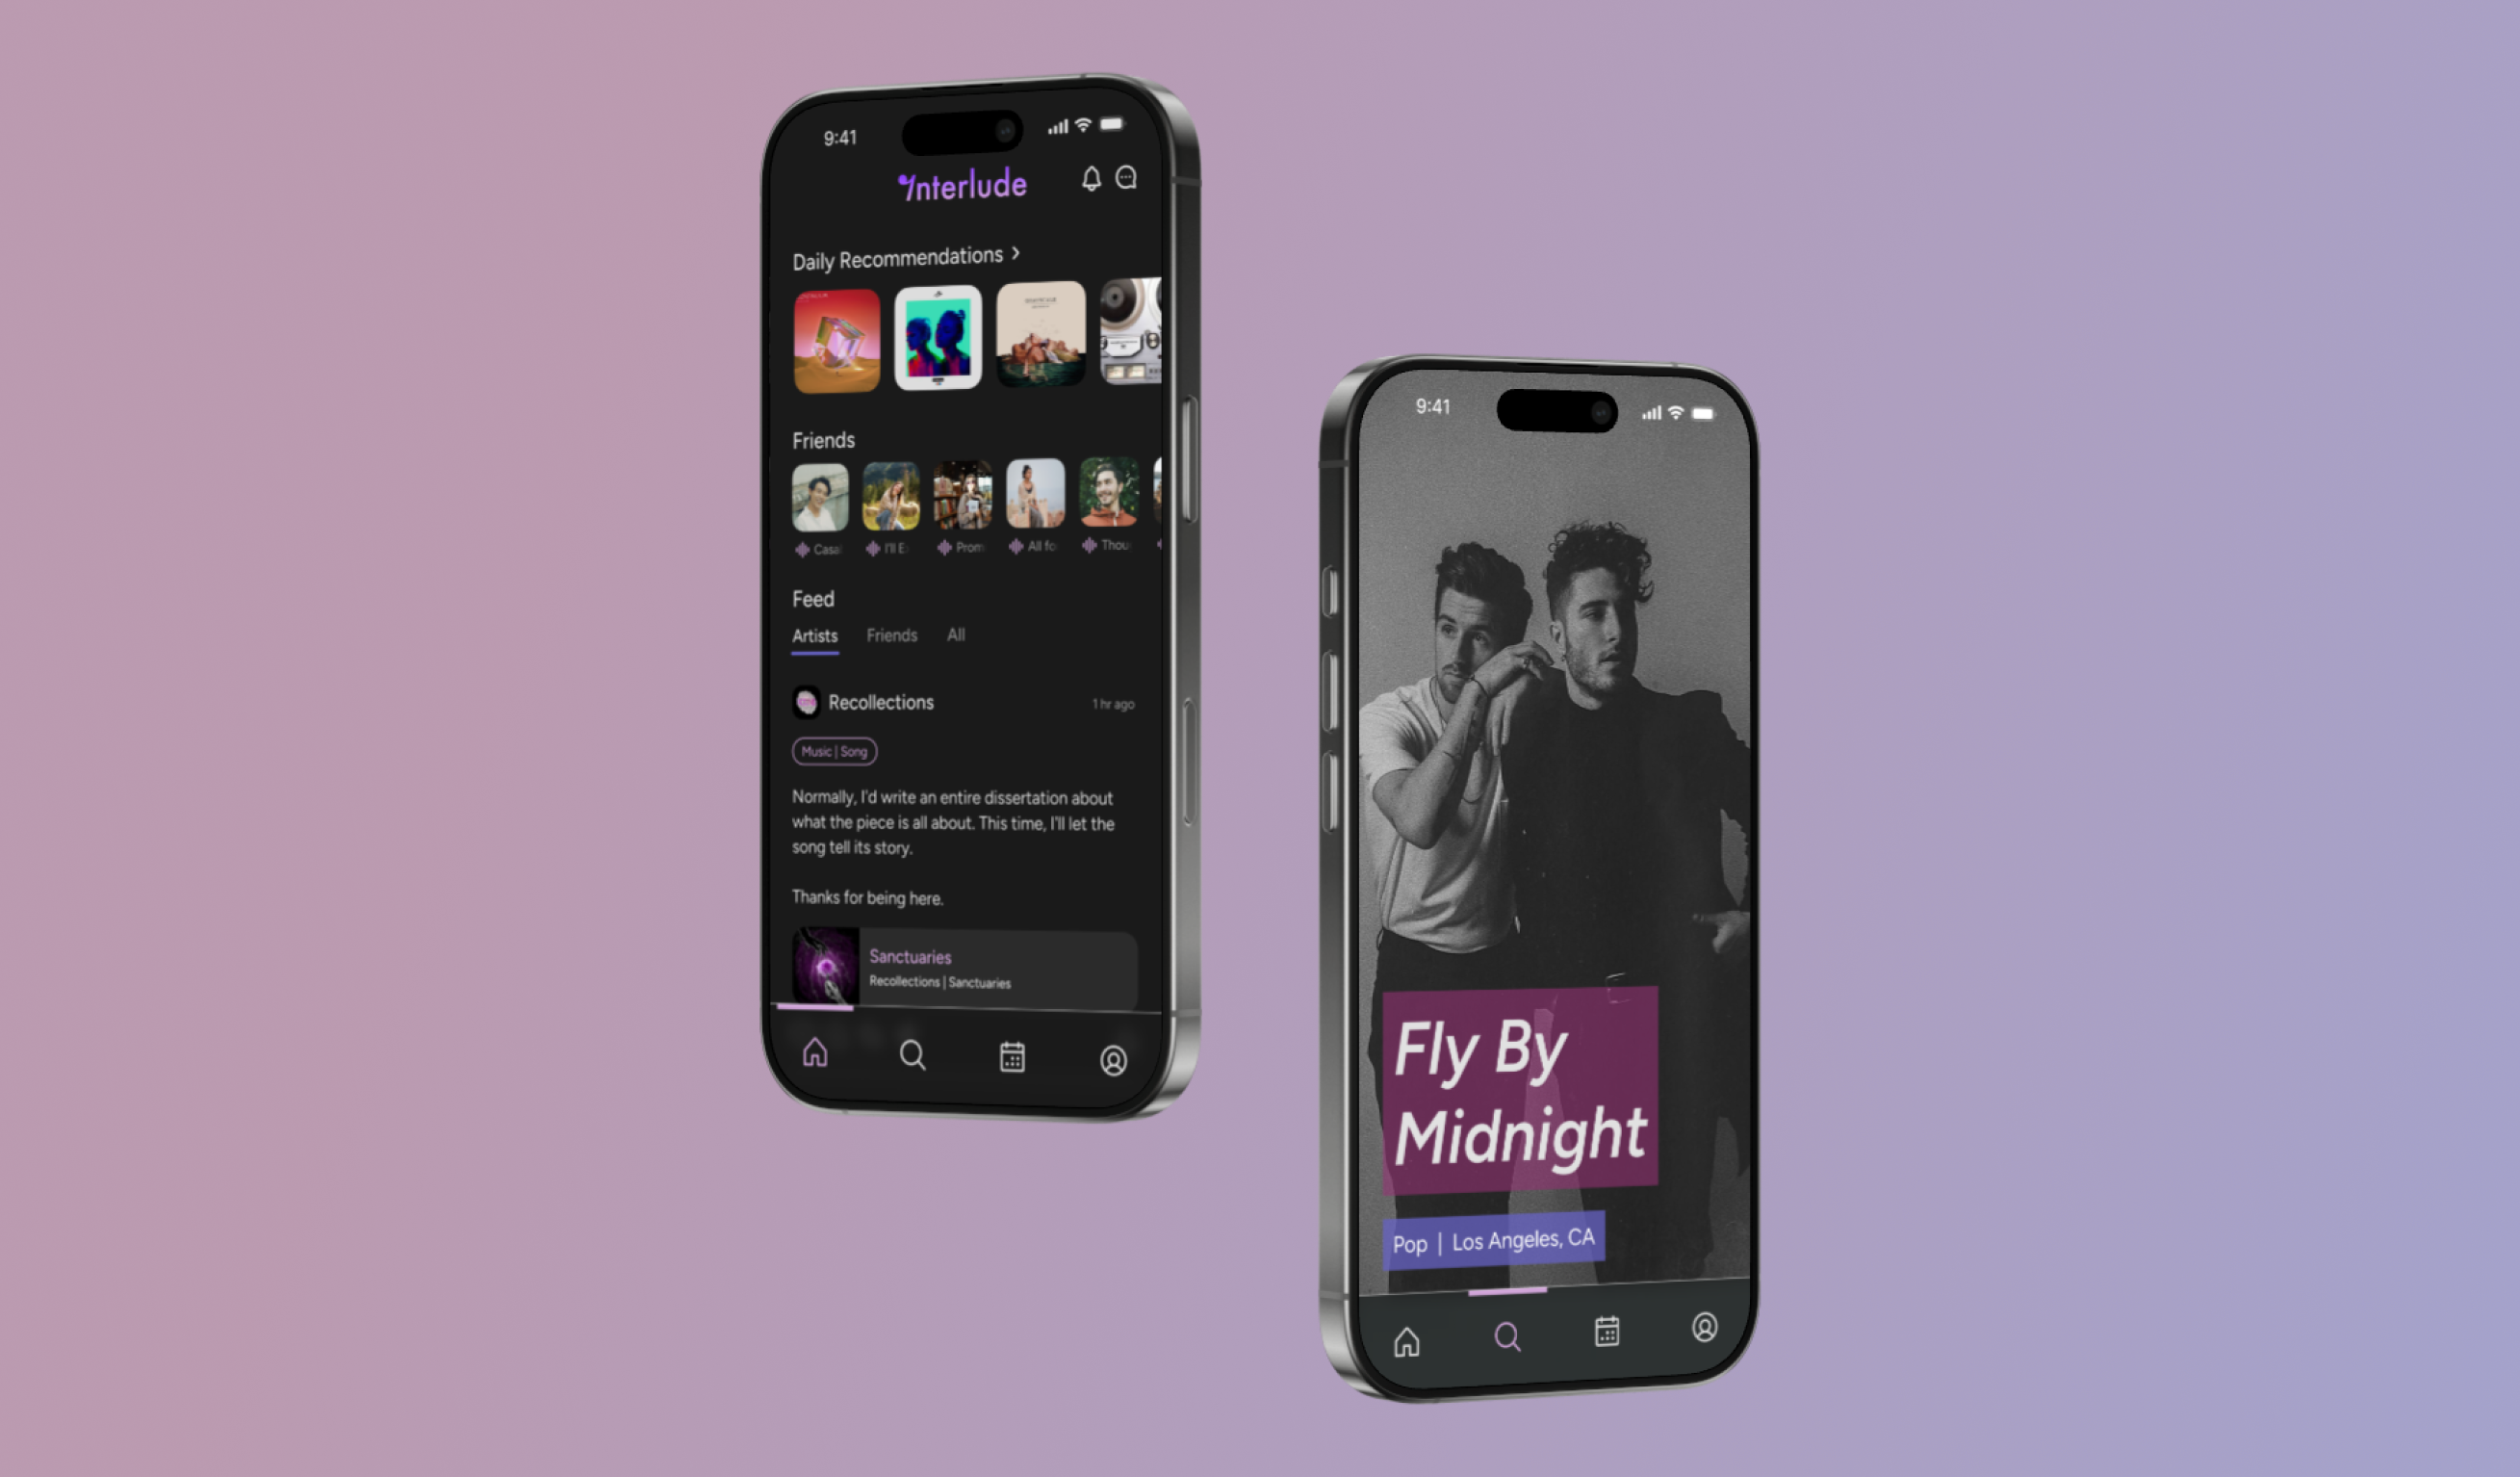 9:41
Interlude
Daily Recommendations >
Friends
Casa
I'll E
Prom
All fo
Thou
Feed
Artists Friends All
Recollections 1 hr ago
Music | Song
Normally, I'd write an entire dissertation about
what the piece is all about. This time, I'll let the
song tell its story.
Thanks for being here.
Sanctuaries
Recollections | Sanctuaries
9:41
Fly By
Midnight
Pop | Los Angeles, CA